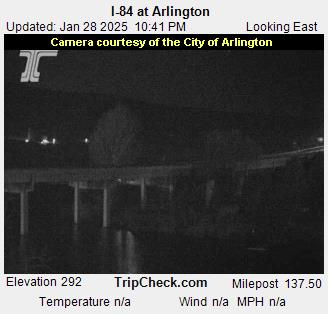 I-84 at Arlington
Updated: Jan 28 2025 10:41 PM Looking East
Camera courtesy of the City of Arlington
Elevation 292 TripCheck.com Milepost 137.50
Temperature n/a Wind n/a MPH n/a